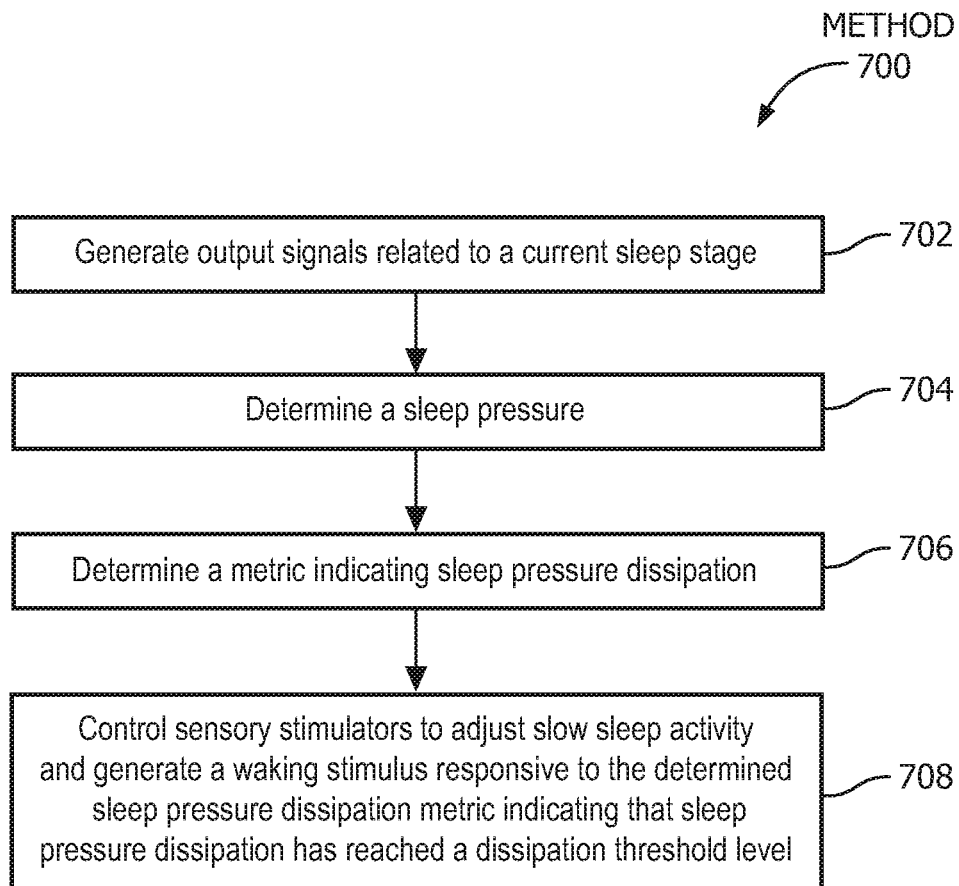 METHOD
700
Generate output signals related to a current sleep stage
702
Determine a sleep pressure
704
Determine a metric indicating sleep pressure dissipation
706
Control sensory stimulators to adjust slow sleep activity
and generate a waking stimulus responsive to the determined
sleep pressure dissipation metric indicating that sleep
pressure dissipation has reached a dissipation threshold level
708